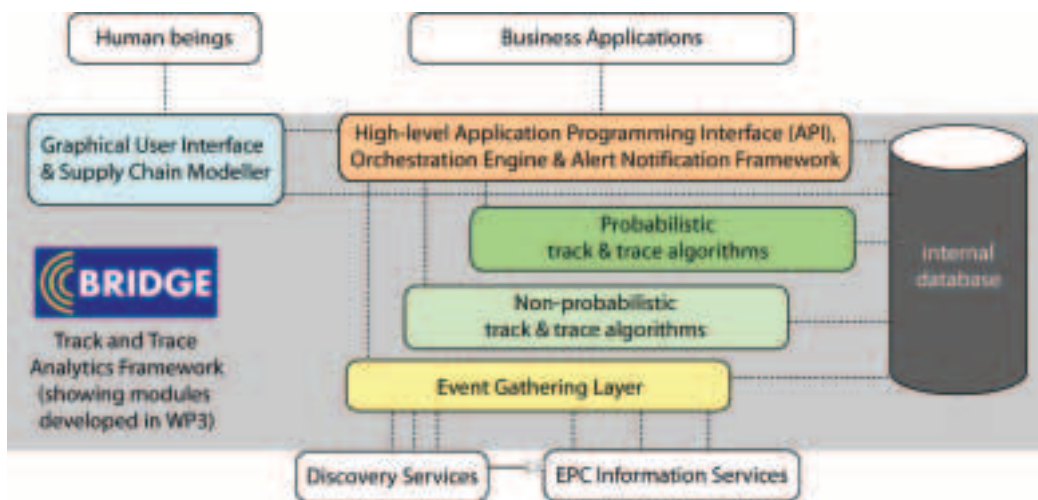 Human beings
Business Applications
Graphical User Interface
& Supply Chain Modeller
High-level Application Programming Interface (API),
Orchestration Engine & Alert Notification Framework
Probabilistic
track & trace algorithms
internal
database
BRIDGE
Non-probabilistic
track & trace algorithms
Track and Trace
Analytics Framework
(showing modules
developed in WP3)
Event Gathering Layer
Discovery Services
EPC Information Services